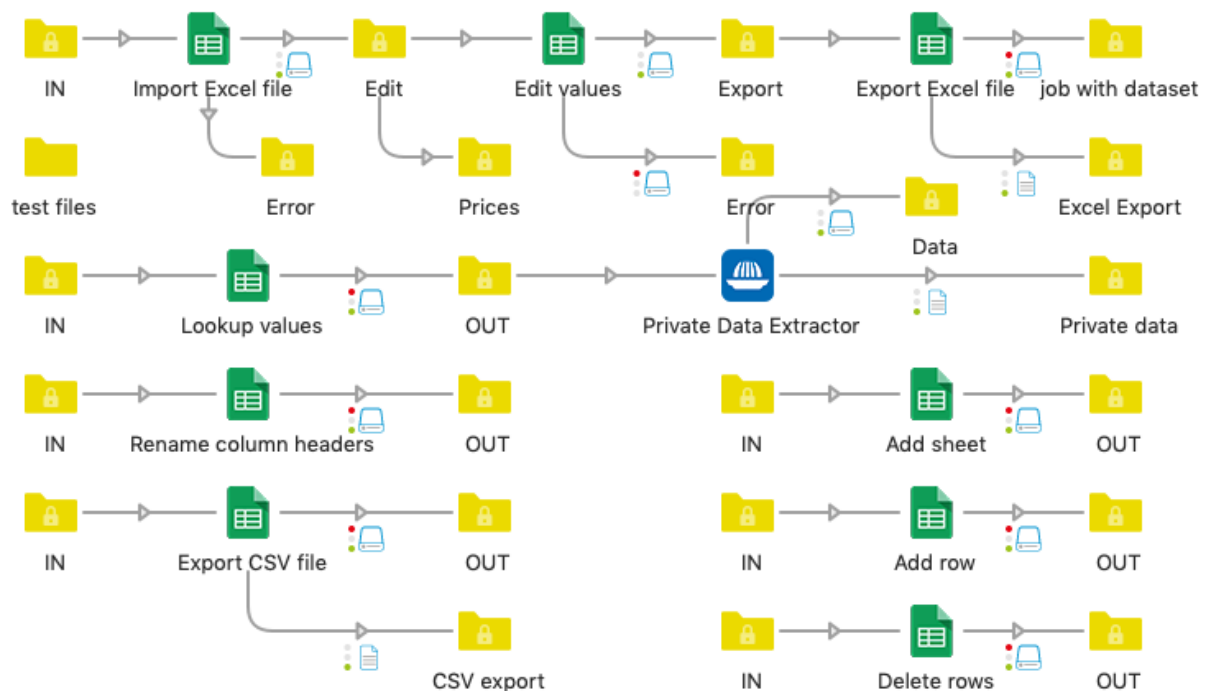 IN
Import Excel file
Edit
Edit values
Export
Export Excel file
job with dataset
test files
Error
Prices
Error
Excel Export
Data
IN
Lookup values
OUT
Private Data Extractor
Private data
IN
Rename column headers
OUT
IN
Add sheet
OUT
IN
Export CSV file
OUT
IN
Add row
OUT
CSV export
IN
Delete rows
OUT